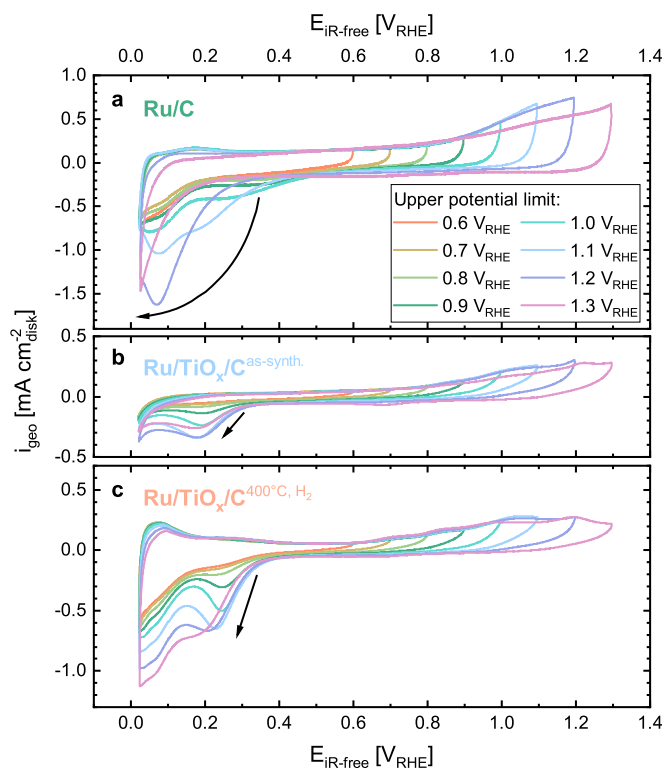 E_iR-free [V_RHE]
0.0 0.2 0.4 0.6 0.8 1.0 1.2 1.4
a Ru/C
1.0
0.5
0.0
-0.5
-1.0
-1.5
Upper potential limit:
0.6 V_RHE 1.0 V_RHE
0.7 V_RHE 1.1 V_RHE
0.8 V_RHE 1.2 V_RHE
0.9 V_RHE 1.3 V_RHE
i_geo [mA cm^-2_disk]
b Ru/TiO_x/C^as-synth.
0.5
0.0
-0.5
c Ru/TiO_x/C^400°C, H_2
0.5
0.0
-0.5
-1.0
0.0 0.2 0.4 0.6 0.8 1.0 1.2 1.4
E_iR-free [V_RHE]